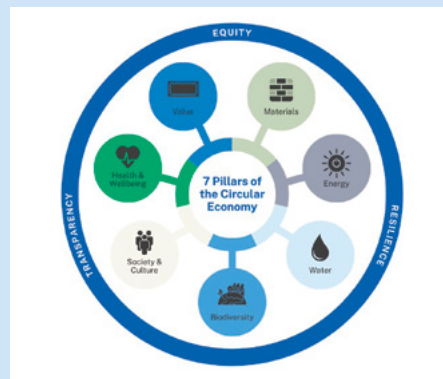 EQUITY
Value
Materials
Health &
Wellbeing
7 Pillars of
the Circular
Economy
Energy
TRANSPARENCY
RESILIENCE
Society &
Culture
Water
Biodiversity